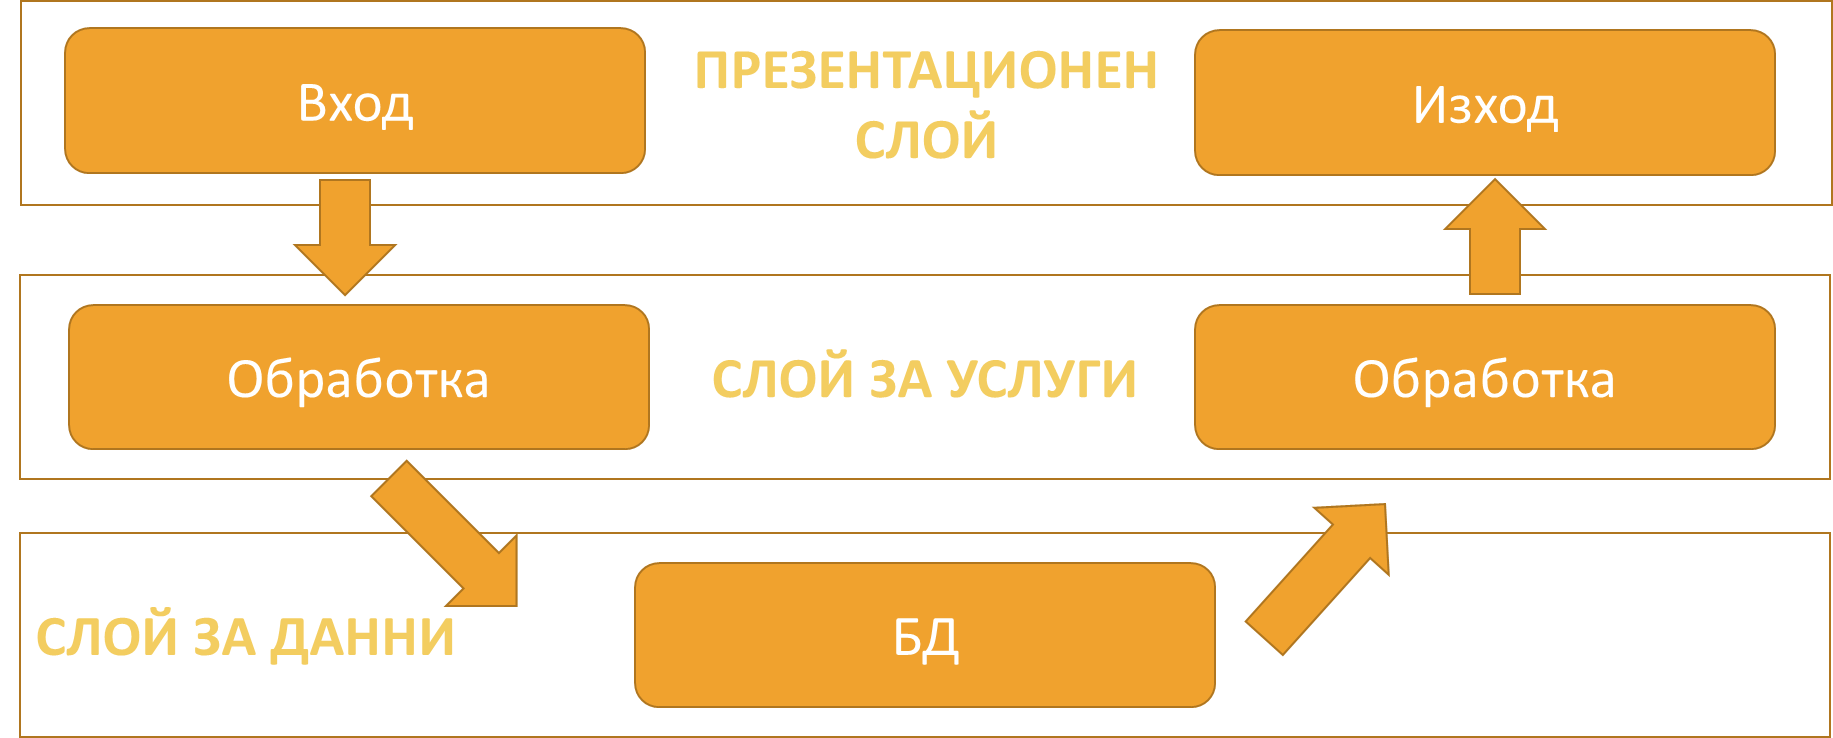 Вход
ПРЕЗЕНТАЦИОНЕН
СЛОЙ
Изход
Обработка
СЛОЙ ЗА УСЛУГИ
Обработка
СЛОЙ ЗА ДАННИ
БД